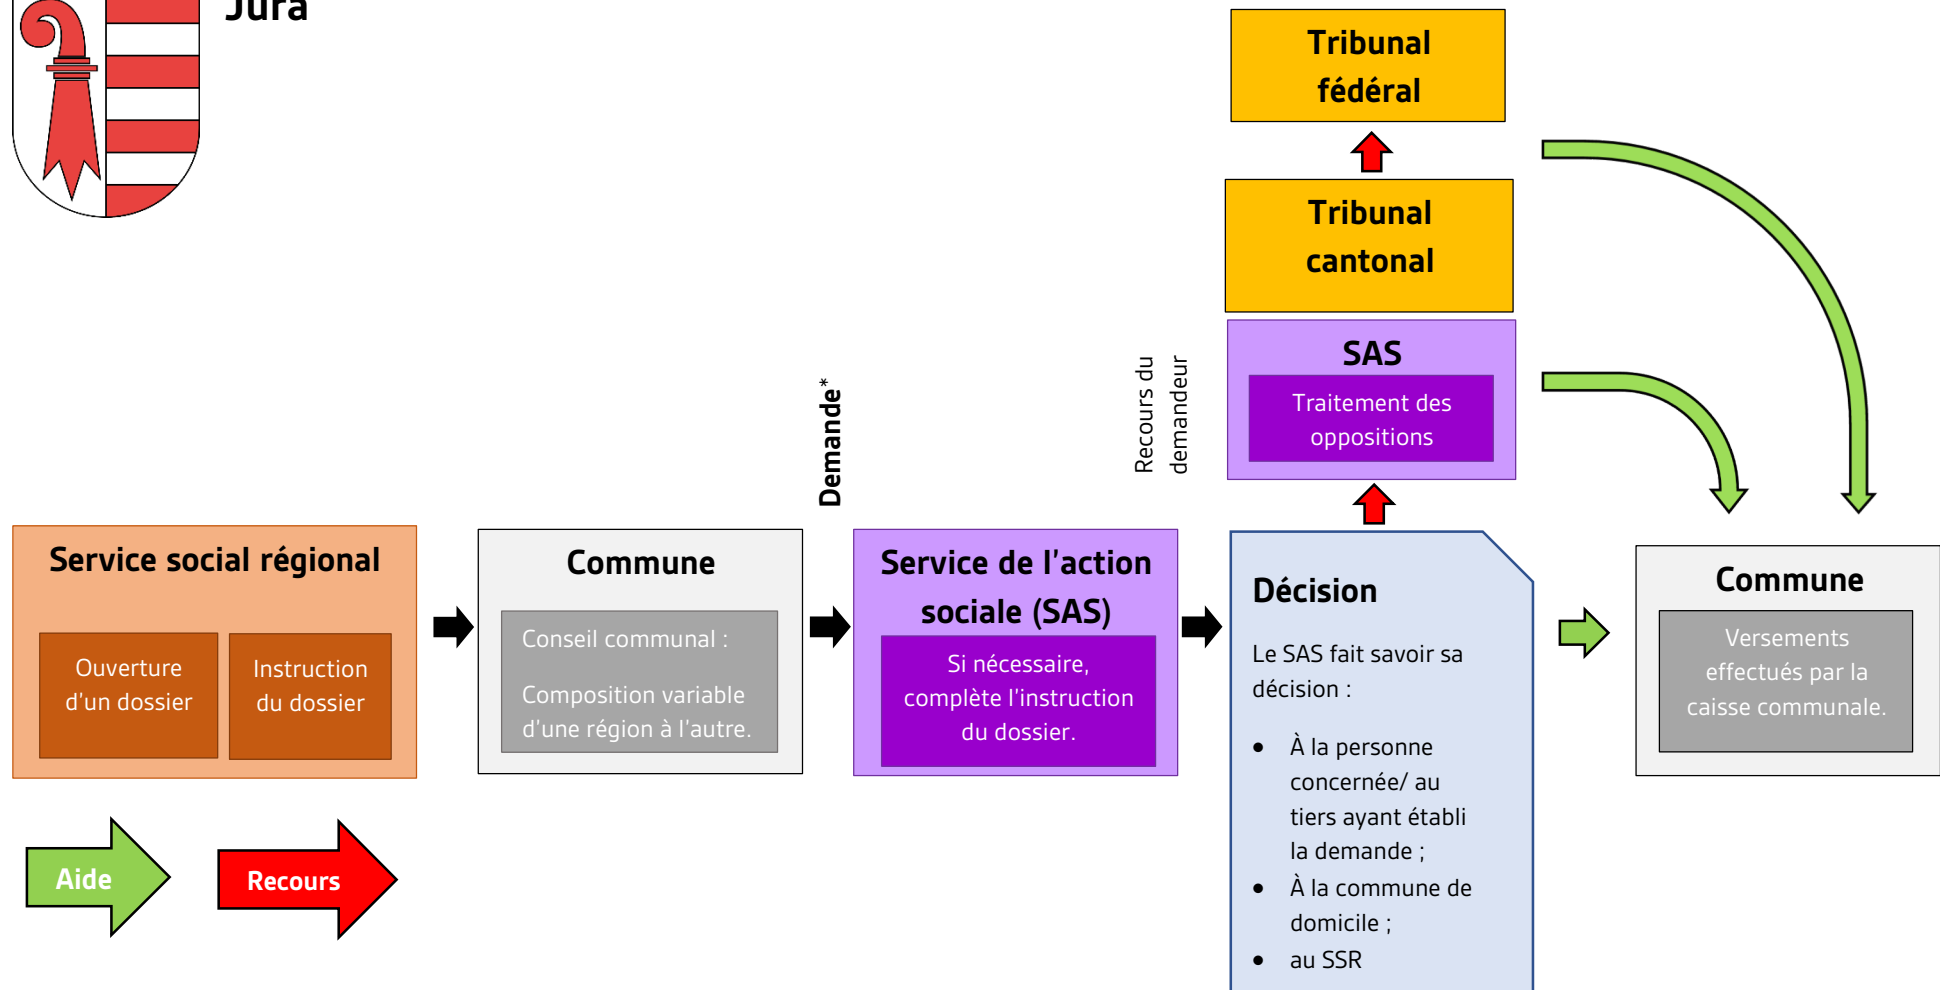 Jura
Tribunal
fédéral
Tribunal
cantonal
SAS
Traitement des
oppositions
Recours du
demandeur
Demande*
Service social régional
Ouverture
d'un dossier
Instruction
du dossier
Commune
Conseil communal :
Composition variable
d'une région à l'autre.
Service de l'action
sociale (SAS)
Si nécessaire,
complète l'instruction
du dossier.
Décision
Le SAS fait savoir sa
décision :
• À la personne
concernée/ au
tiers ayant établi
la demande ;
• À la commune de
domicile ;
• au SSR
Commune
Versements
effectués par la
caisse communale.
Aide
Recours